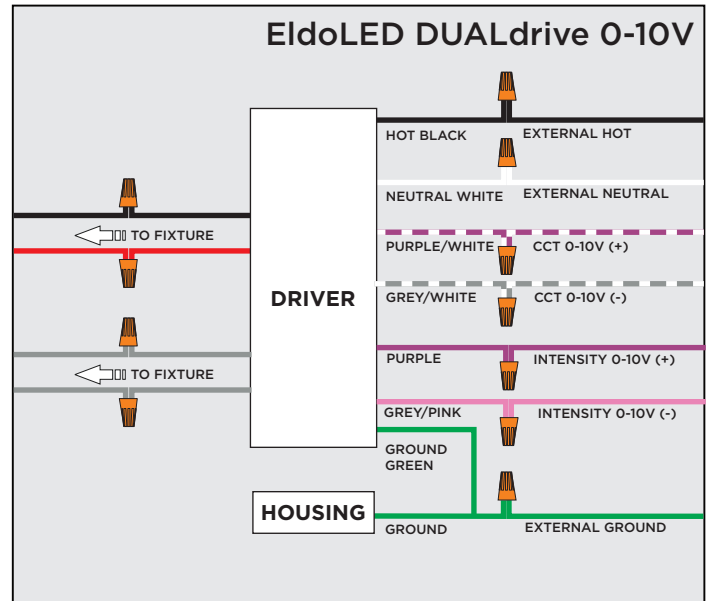 EldoLED DUALdrive 0-10V
HOT BLACK
EXTERNAL HOT
NEUTRAL WHITE
EXTERNAL NEUTRAL
TO FIXTURE
PURPLE/WHITE
CCT 0-10V (+)
DRIVER
GREY/WHITE
CCT 0-10V (-)
PURPLE
INTENSITY 0-10V (+)
TO FIXTURE
GREY/PINK
INTENSITY 0-10V (-)
GROUND
GREEN
HOUSING
GROUND
EXTERNAL GROUND